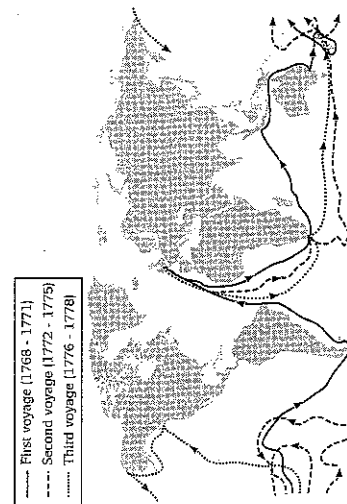 First voyage (1768 - 1771)
Second voyage (1772 - 1775)
Third voyage (1776 - 1778)